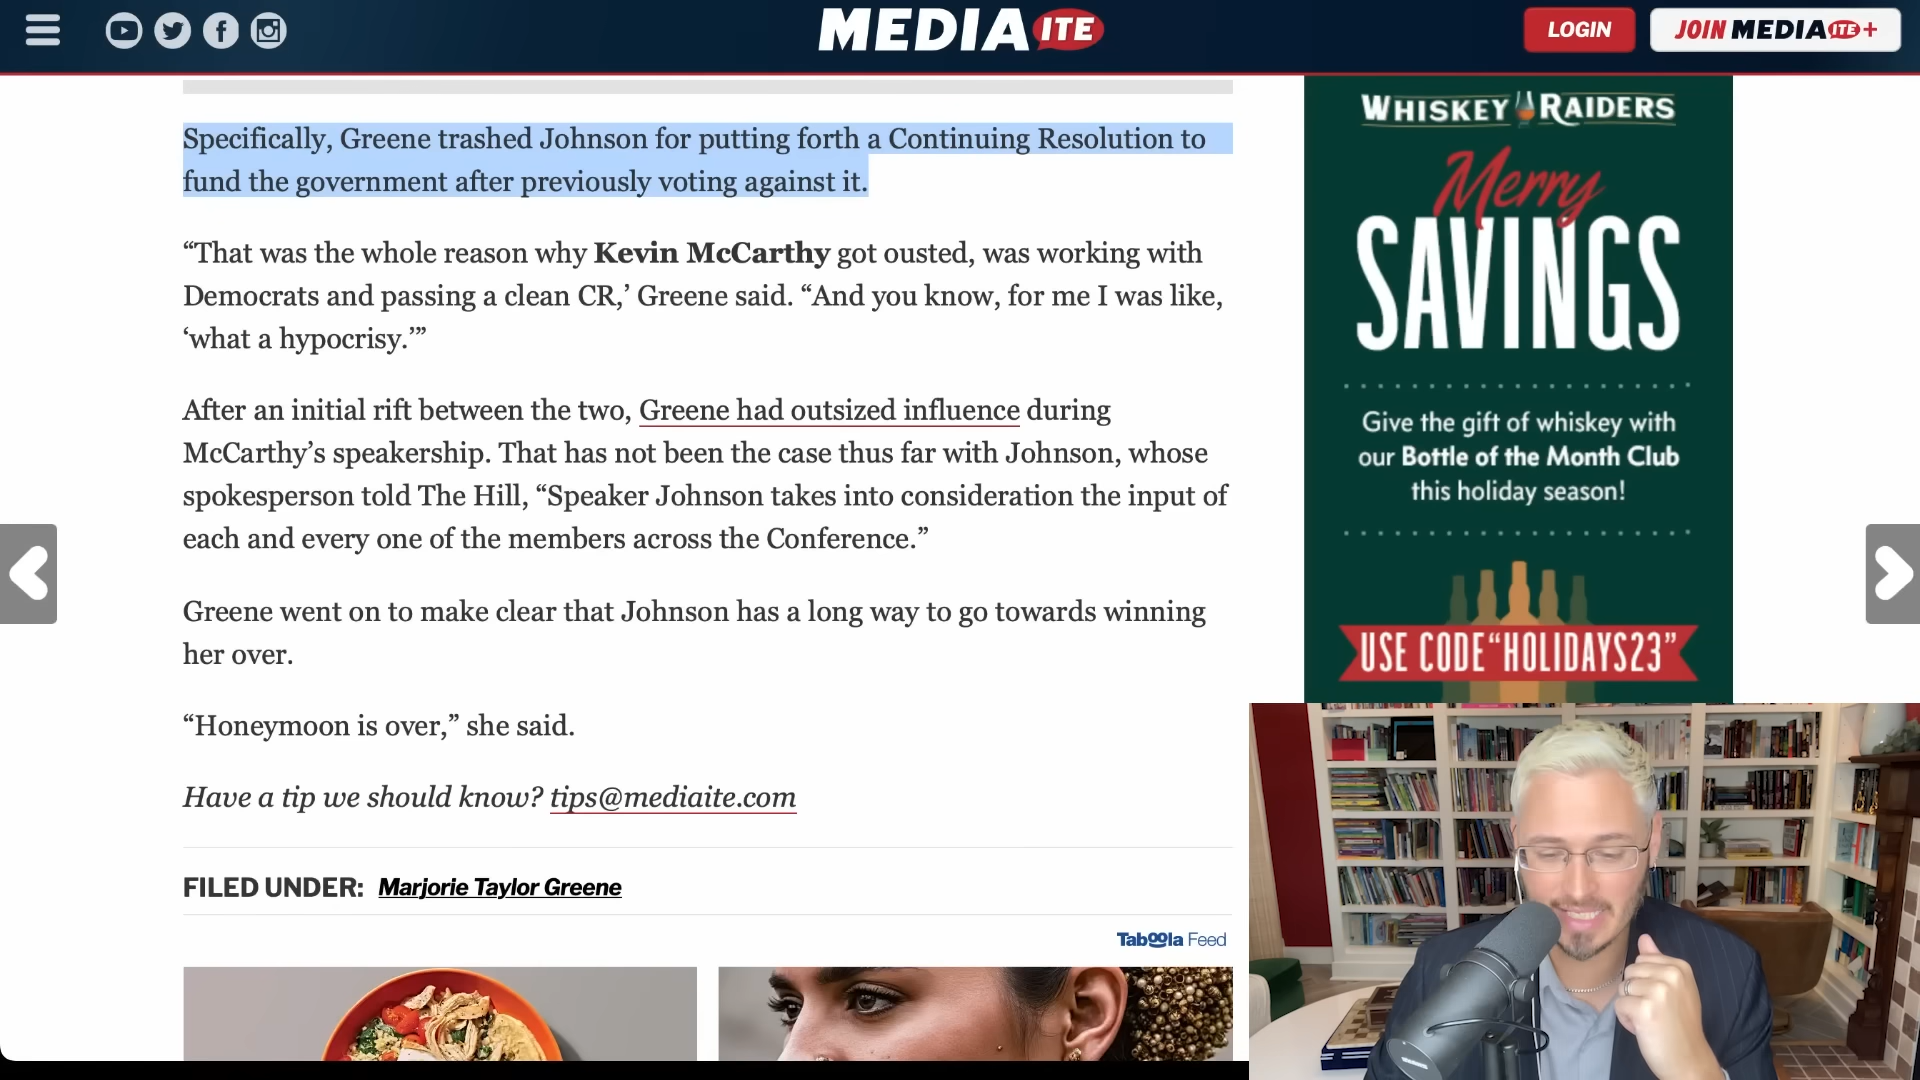 MEDIAITE
LOGIN
JOIN MEDIAITE+
Specifically, Greene trashed Johnson for putting forth a Continuing Resolution to
fund the government after previously voting against it.
“That was the whole reason why Kevin McCarthy got ousted, was working with
Democrats and passing a clean CR,’ Greene said. “And you know, for me I was like,
‘what a hypocrisy.’”
After an initial rift between the two, Greene had outsized influence during
McCarthy’s speakership. That has not been the case thus far with Johnson, whose
spokesperson told The Hill, “Speaker Johnson takes into consideration the input of
each and every one of the members across the Conference.”
Greene went on to make clear that Johnson has a long way to go towards winning
her over.
“Honeymoon is over,” she said.
Have a tip we should know? tips@mediaite.com
FILED UNDER: Marjorie Taylor Greene
Taboola Feed
WHISKEY RAIDERS
Merry
SAVINGS
Give the gift of whiskey with
our Bottle of the Month Club
this holiday season!
USE CODE “HOLIDAYS23”